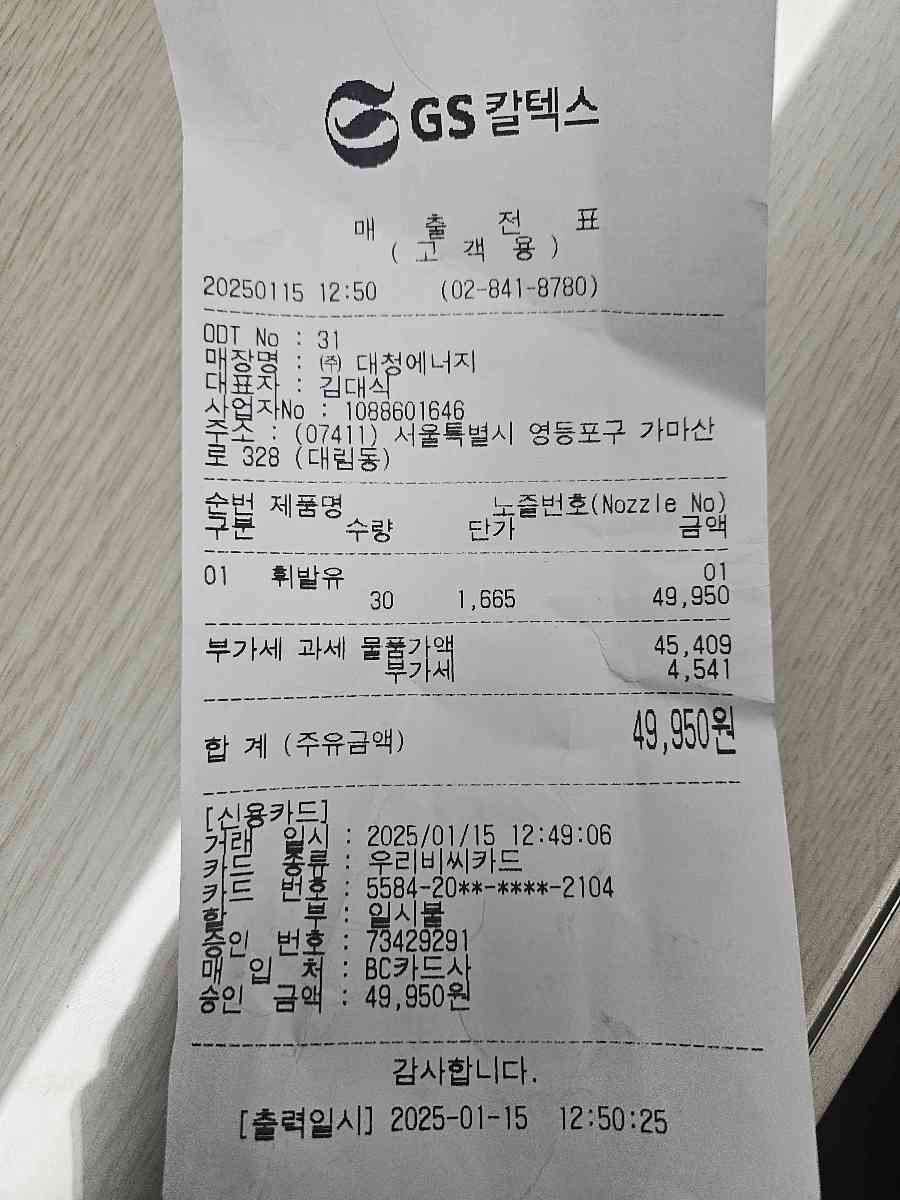 GS칼텍스
매 출 전 표
( 고 객 용 )
20250115 12:50 (02-841-8780)
ODT No : 31
매장명 : ㈜ 대청에너지
대표자 : 김대식
사업자No : 1088601646
주소 : (07411) 서울특별시 영등포구 가마산
로 328 (대림동)
순번 제품명 노즐번호(Nozzle No)
구분 수량 단가 금액
01 휘발유 01
30 1,665 49,950
부가세 과세 물품가액 45,409
부가세 4,541
합 계 (주유금액) 49,950원
[신용카드]
거래 일시 : 2025/01/15 12:49:06
카드 종류 : 우리비씨카드
카드 번호 : 5584-20**-****-2104
할 부 : 일시불
승인 번호 : 73429291
매 입 처 : BC카드사
승인 금액 : 49,950원
감사합니다.
[출력일시] 2025-01-15 12:50:25